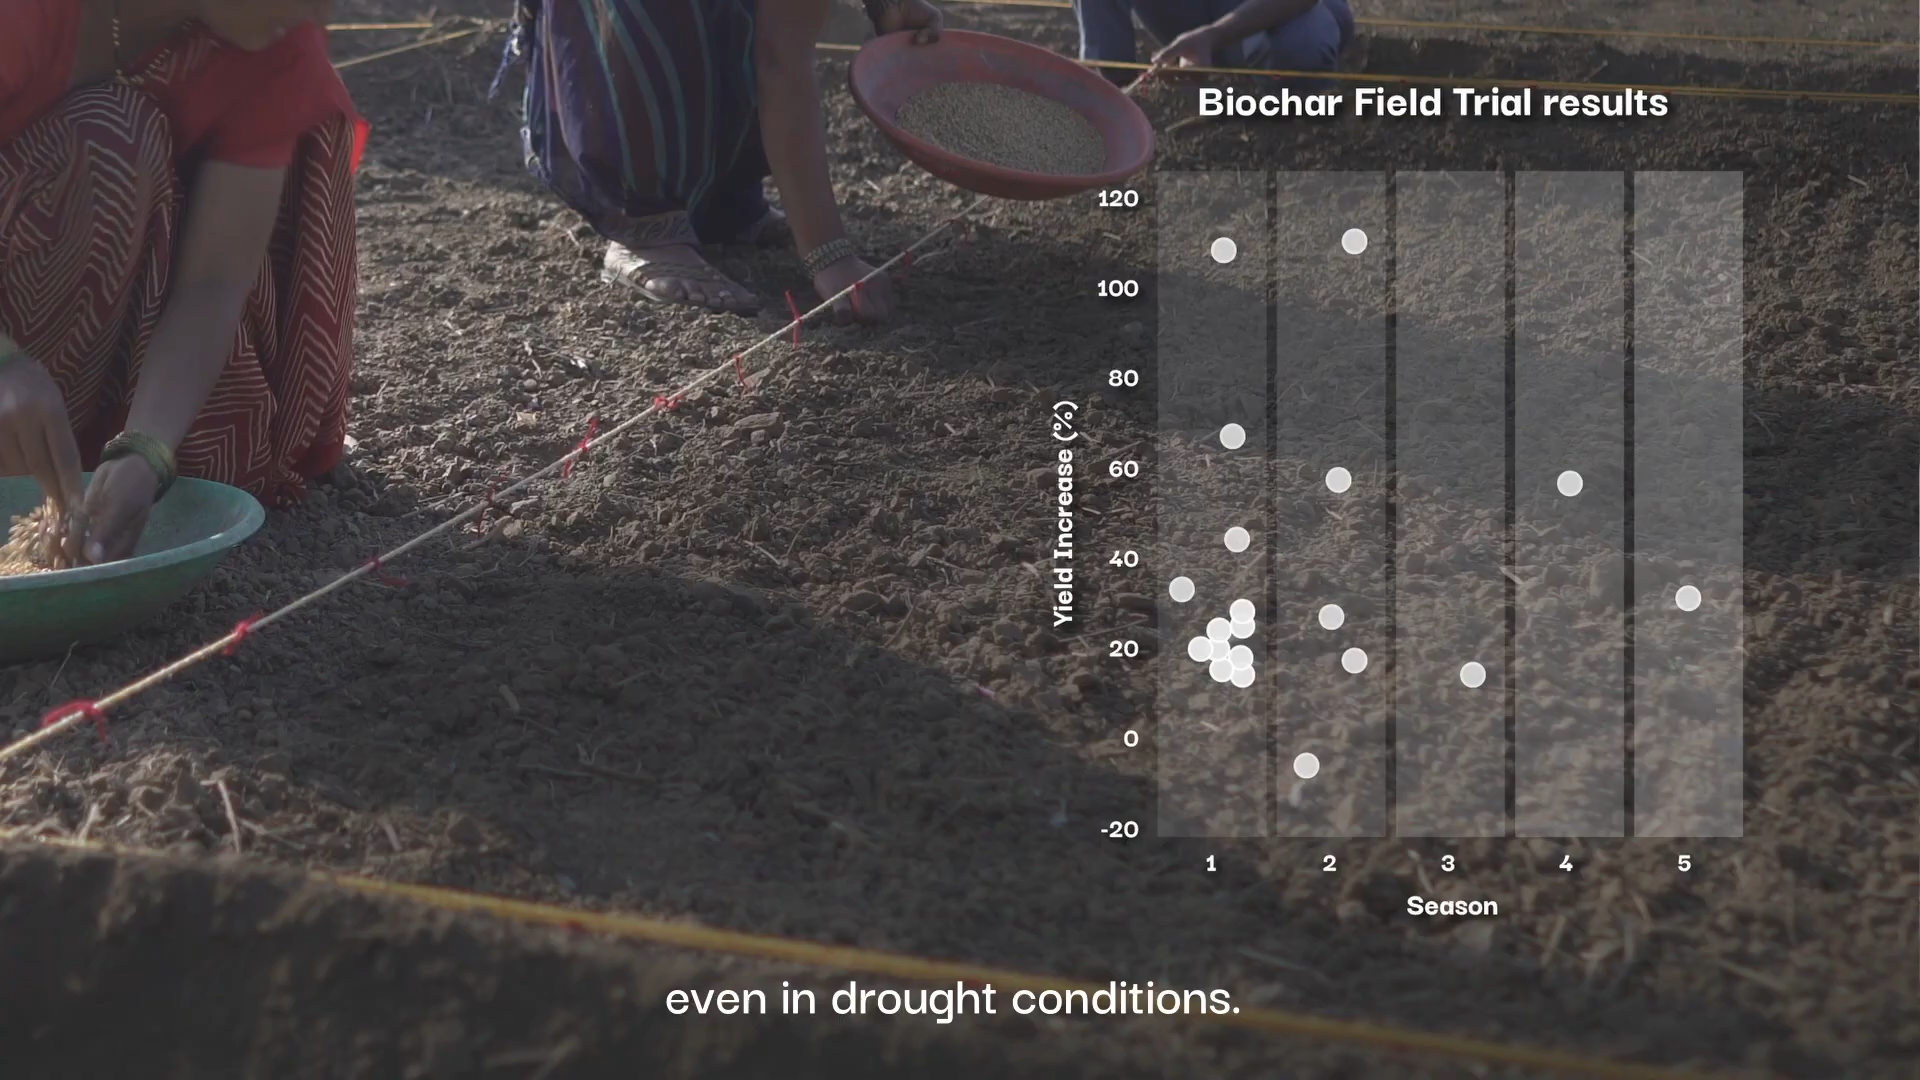 Biochar Field Trial results
120
100
80
60
40
20
0
-20
Yield Increase (%)
1 2 3 4 5
Season
even in drought conditions.